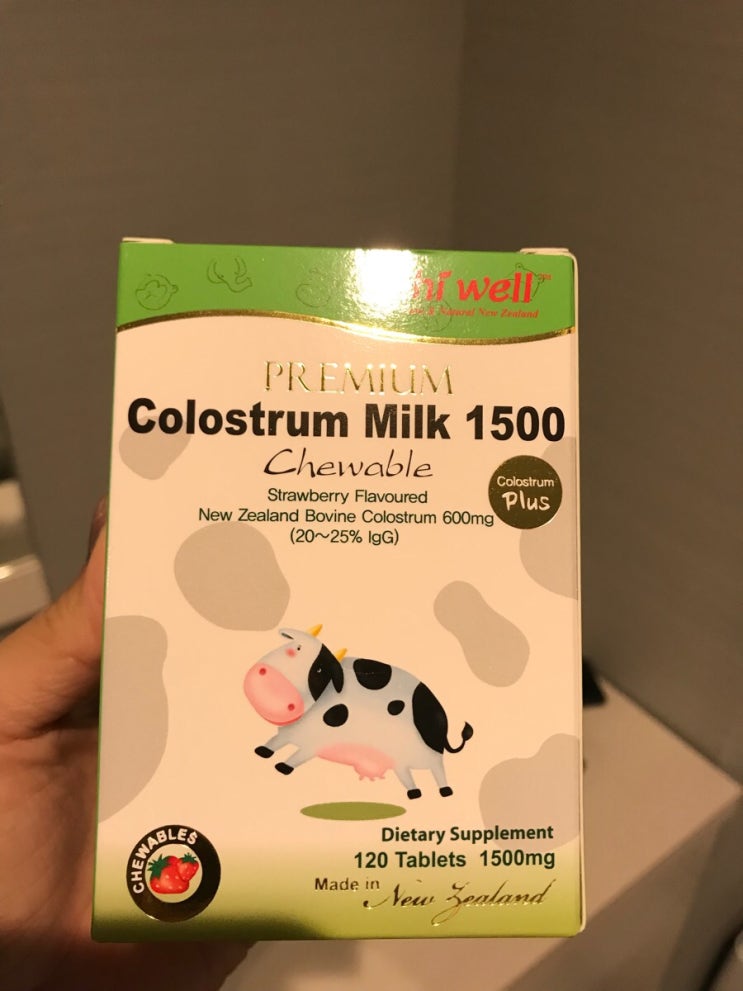 well
Natural New Zealand
PREMIUM
Colostrum Milk 1500
Chewable
Strawberry Flavoured
New Zealand Bovine Colostrum 600mg
(20~25% IgG)
Colostrum
Plus
CHEWABLES
Dietary Supplement
120 Tablets 1500mg
Made in New Zealand